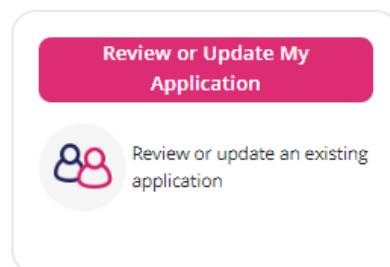 Review or Update My
Application
Review or update an existing
application